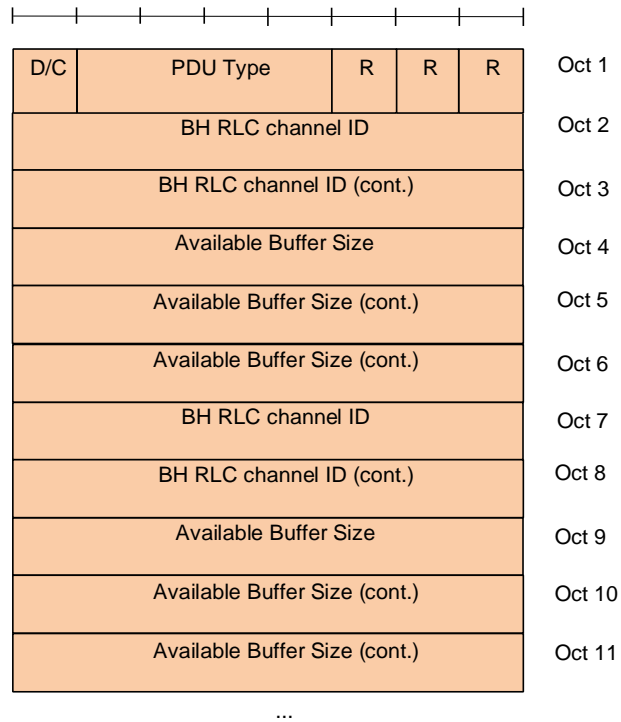 D/C PDU Type R R R Oct 1
BH RLC channel ID Oct 2
BH RLC channel ID (cont.) Oct 3
Available Buffer Size Oct 4
Available Buffer Size (cont.) Oct 5
Available Buffer Size (cont.) Oct 6
BH RLC channel ID Oct 7
BH RLC channel ID (cont.) Oct 8
Available Buffer Size Oct 9
Available Buffer Size (cont.) Oct 10
Available Buffer Size (cont.) Oct 11
...